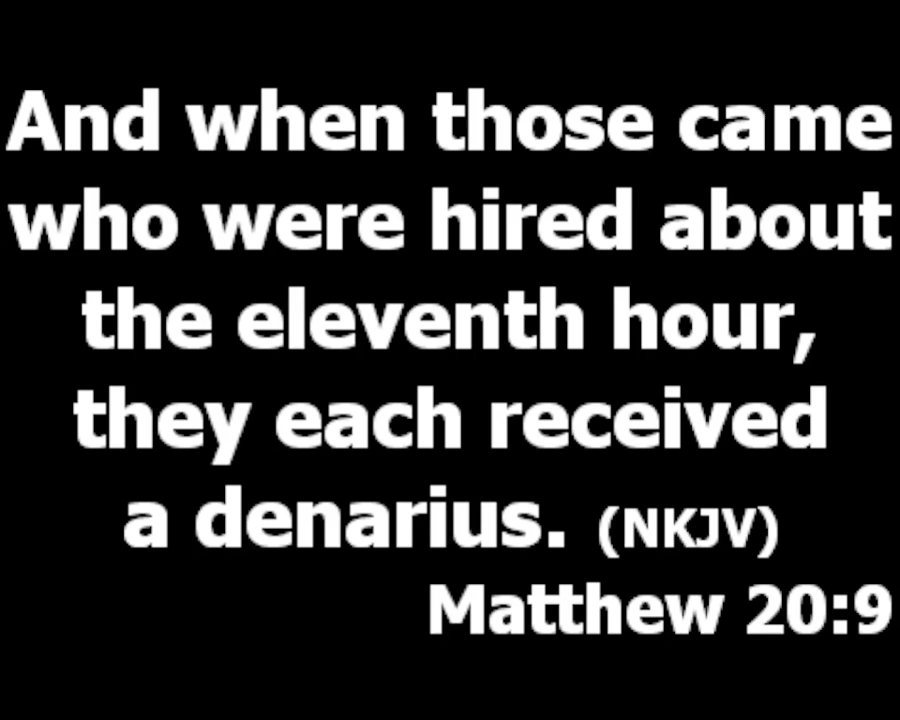 And when those came
who were hired about
the eleventh hour,
they each received
a denarius. (NKJV)
Matthew 20:9